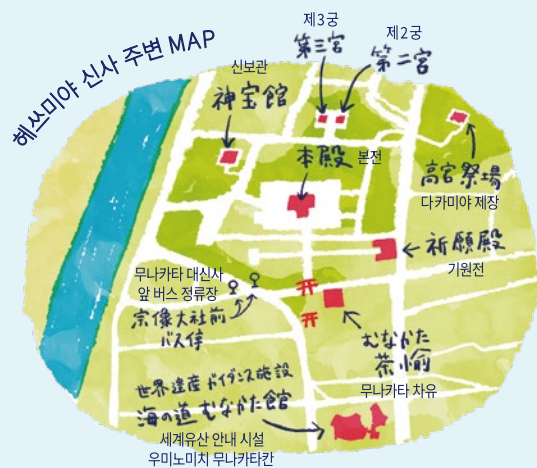 헤쓰미야 신사 주변 MAP
제3궁
第三宮
제2궁
第二宮
신보관
神宝館
本殿
본전
高宮祭場
다카미야 제장
祈願殿
기원전
무나카타 대신사
앞 버스 정류장
宗像大社前
バス停
むなかた
茶愉
무나카타 차유
世界遺産ガイダンス施設
海の道むなかた館
세계유산 안내 시설
우미노미치 무나카타칸